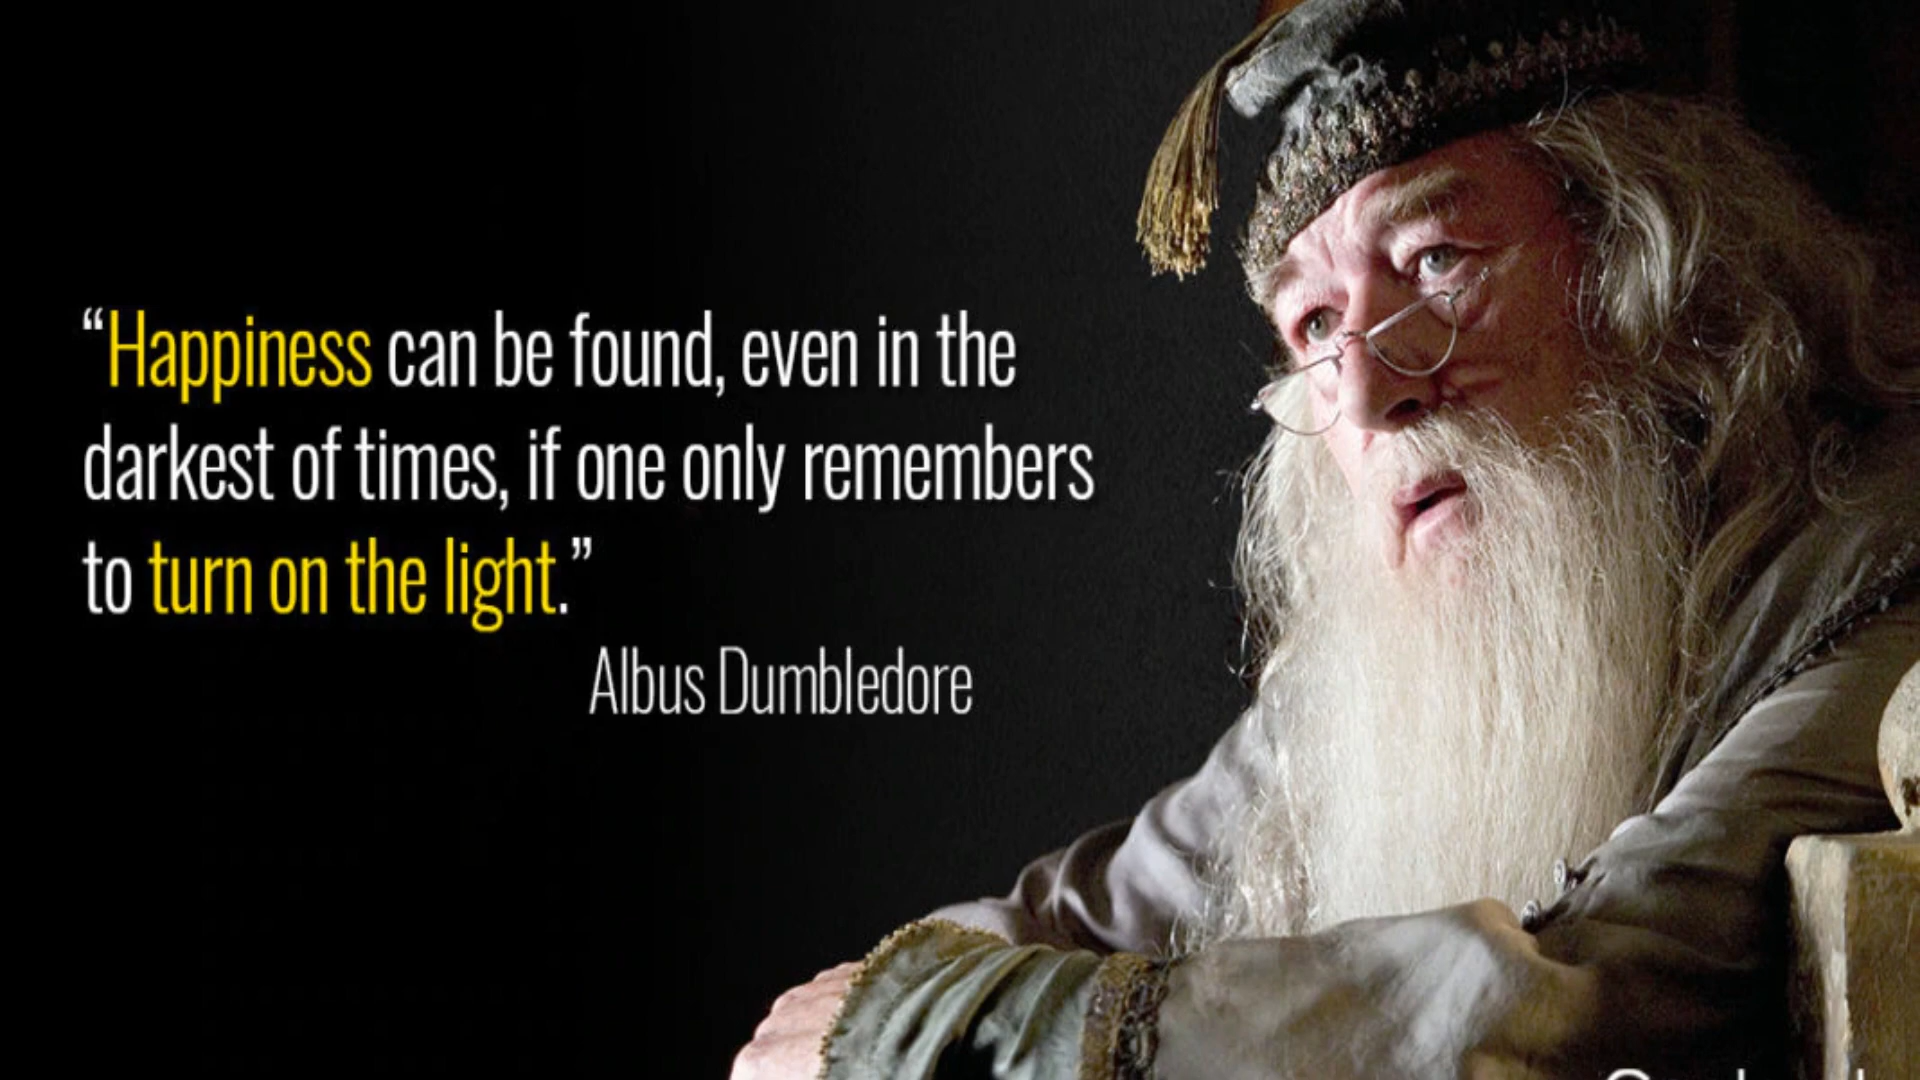 “Happiness can be found, even in the
darkest of times, if one only remembers
to turn on the light.”
Albus Dumbledore